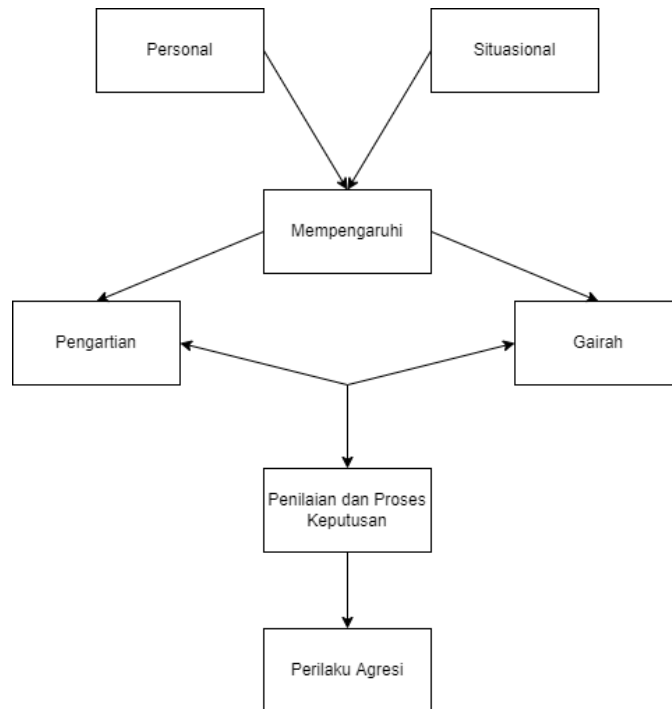 Personal
Situasional
Mempengaruhi
Pengartian
Gairah
Penilaian dan Proses
Keputusan
Perilaku Agresi